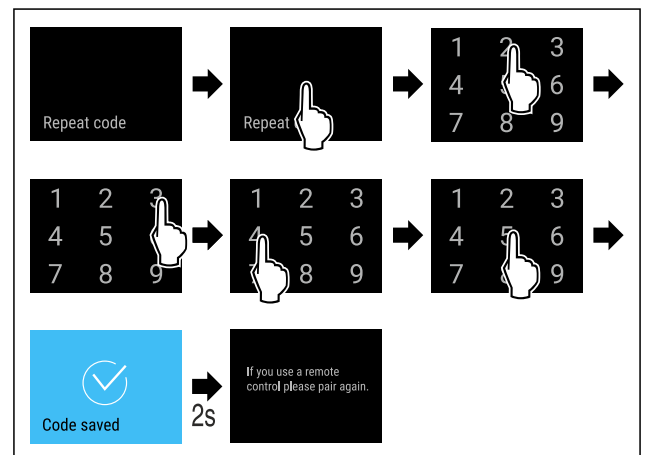 Repeat code
Repeat
1 2 3
4 6
7 8 9
1 2 3
4 5
7 8 9
1 2 3
4 5 6
8 9
1 2 3
4 5 6
7 9
Code saved
2s
If you use a remote
control please pair again.